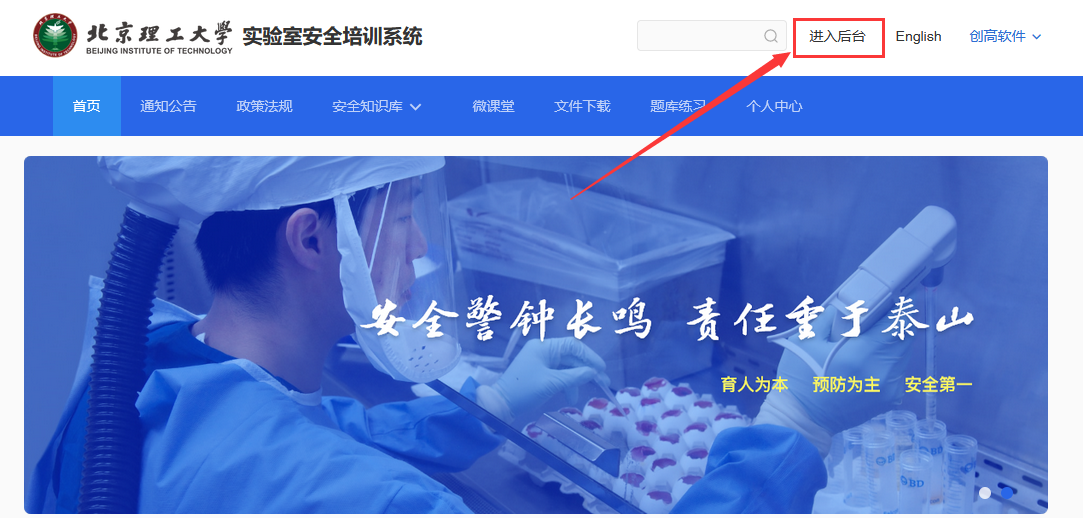 北京理工大學 实验室安全培训系统
BEIJING INSTITUTE OF TECHNOLOGY
进入后台 English 创高软件
首页 通知公告 政策法规 安全知识库 微课堂 文件下载 题库练习 个人中心
安全警钟长鸣 责任重于泰山
育人为本 预防为主 安全第一
BD
BD